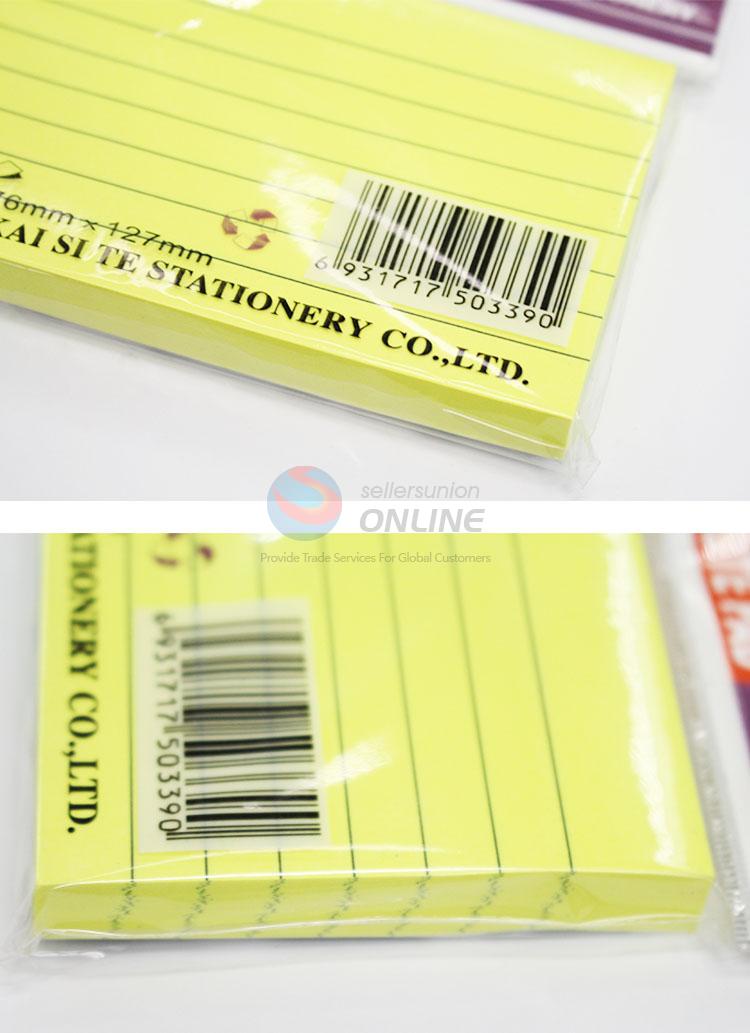 6mm x 127mm
KAI SI TE STATIONERY CO.,LTD.
6 931717 503390
sellersunion
ONLINE
Provide Trade Services For Global Customers
ATIONERY CO.,LTD.
6 931717 503390